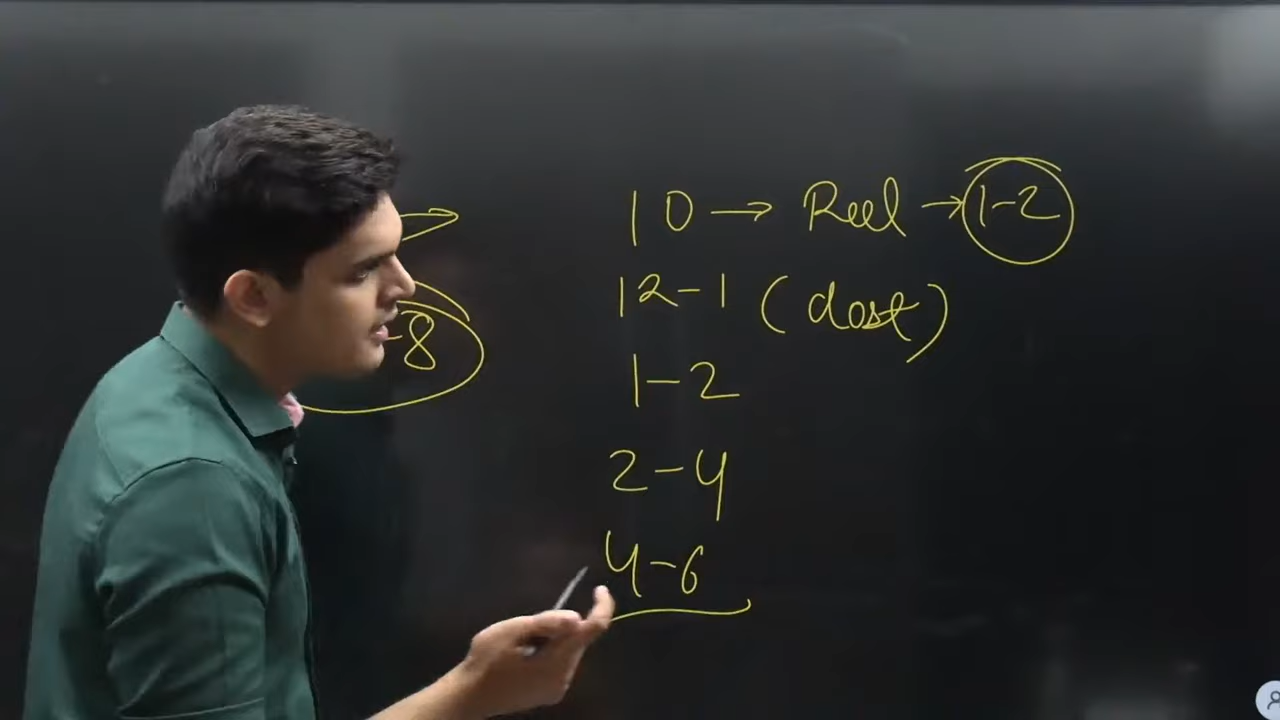 10 → Reel → 1-2
12-1 (dost)
-8
1-2
2-4
4-6